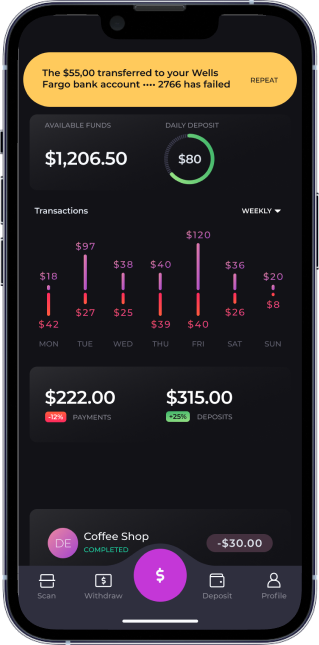 The $55,00 transferred to your Wells
Fargo bank account •••• 2766 has failed
REPEAT
AVAILABLE FUNDS
DAILY DEPOSIT
$1,206.50
$80
Transactions
WEEKLY
$120
$97
$38
$40
$36
$18
$20
$42
$27
$25
$39
$40
$26
$8
MON TUE WED THU FRI SAT SUN
$222.00
$315.00
-12% PAYMENTS
+25% DEPOSITS
DE
Coffee Shop
COMPLETED
-$30.00
$
$
Scan Withdraw Deposit Profile